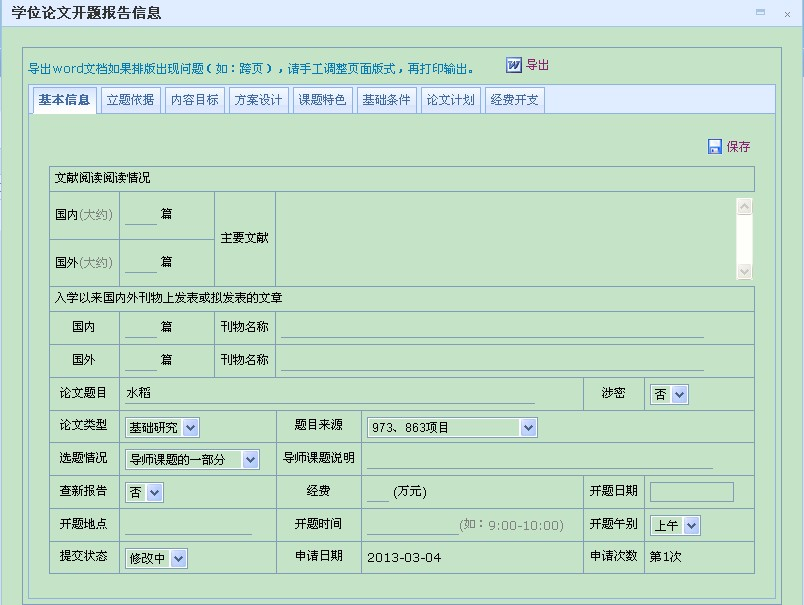 学位论文开题报告信息
导出word文档如果排版出现问题(如:跨页),请手工调整页面版式,再打印输出。 导出
基本信息 立题依据 内容目标 方案设计 课题特色 基础条件 论文计划 经费开支
保存
文献阅读阅读情况
国内(大约) 篇
主要文献
国外(大约) 篇
入学以来国内外刊物上发表或拟发表的文章
国内 篇 刊物名称
国外 篇 刊物名称
论文题目 水稻 涉密 否
论文类型 基础研究 题目来源 973、863项目
选题情况 导师课题的一部分 导师课题说明
查新报告 否 经费 (万元) 开题日期
开题地点 开题时间 (如:9:00-10:00) 开题午别 上午
提交状态 修改中 申请日期 2013-03-04 申请次数 第1次